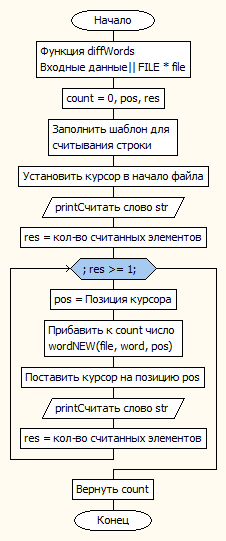 Начало
Функция diffWords
Входные данные|| FILE * file
count = 0, pos, res
Заполнить шаблон для
считывания строки
Установить курсор в начало файла
printСчитать слово str
res = кол-во считанных элементов
; res >= 1;
pos = Позиция курсора
Прибавить к count число
wordNEW(file, word, pos)
Поставить курсор на позицию pos
printСчитать слово str
res = кол-во считанных элементов
Вернуть count
Конец